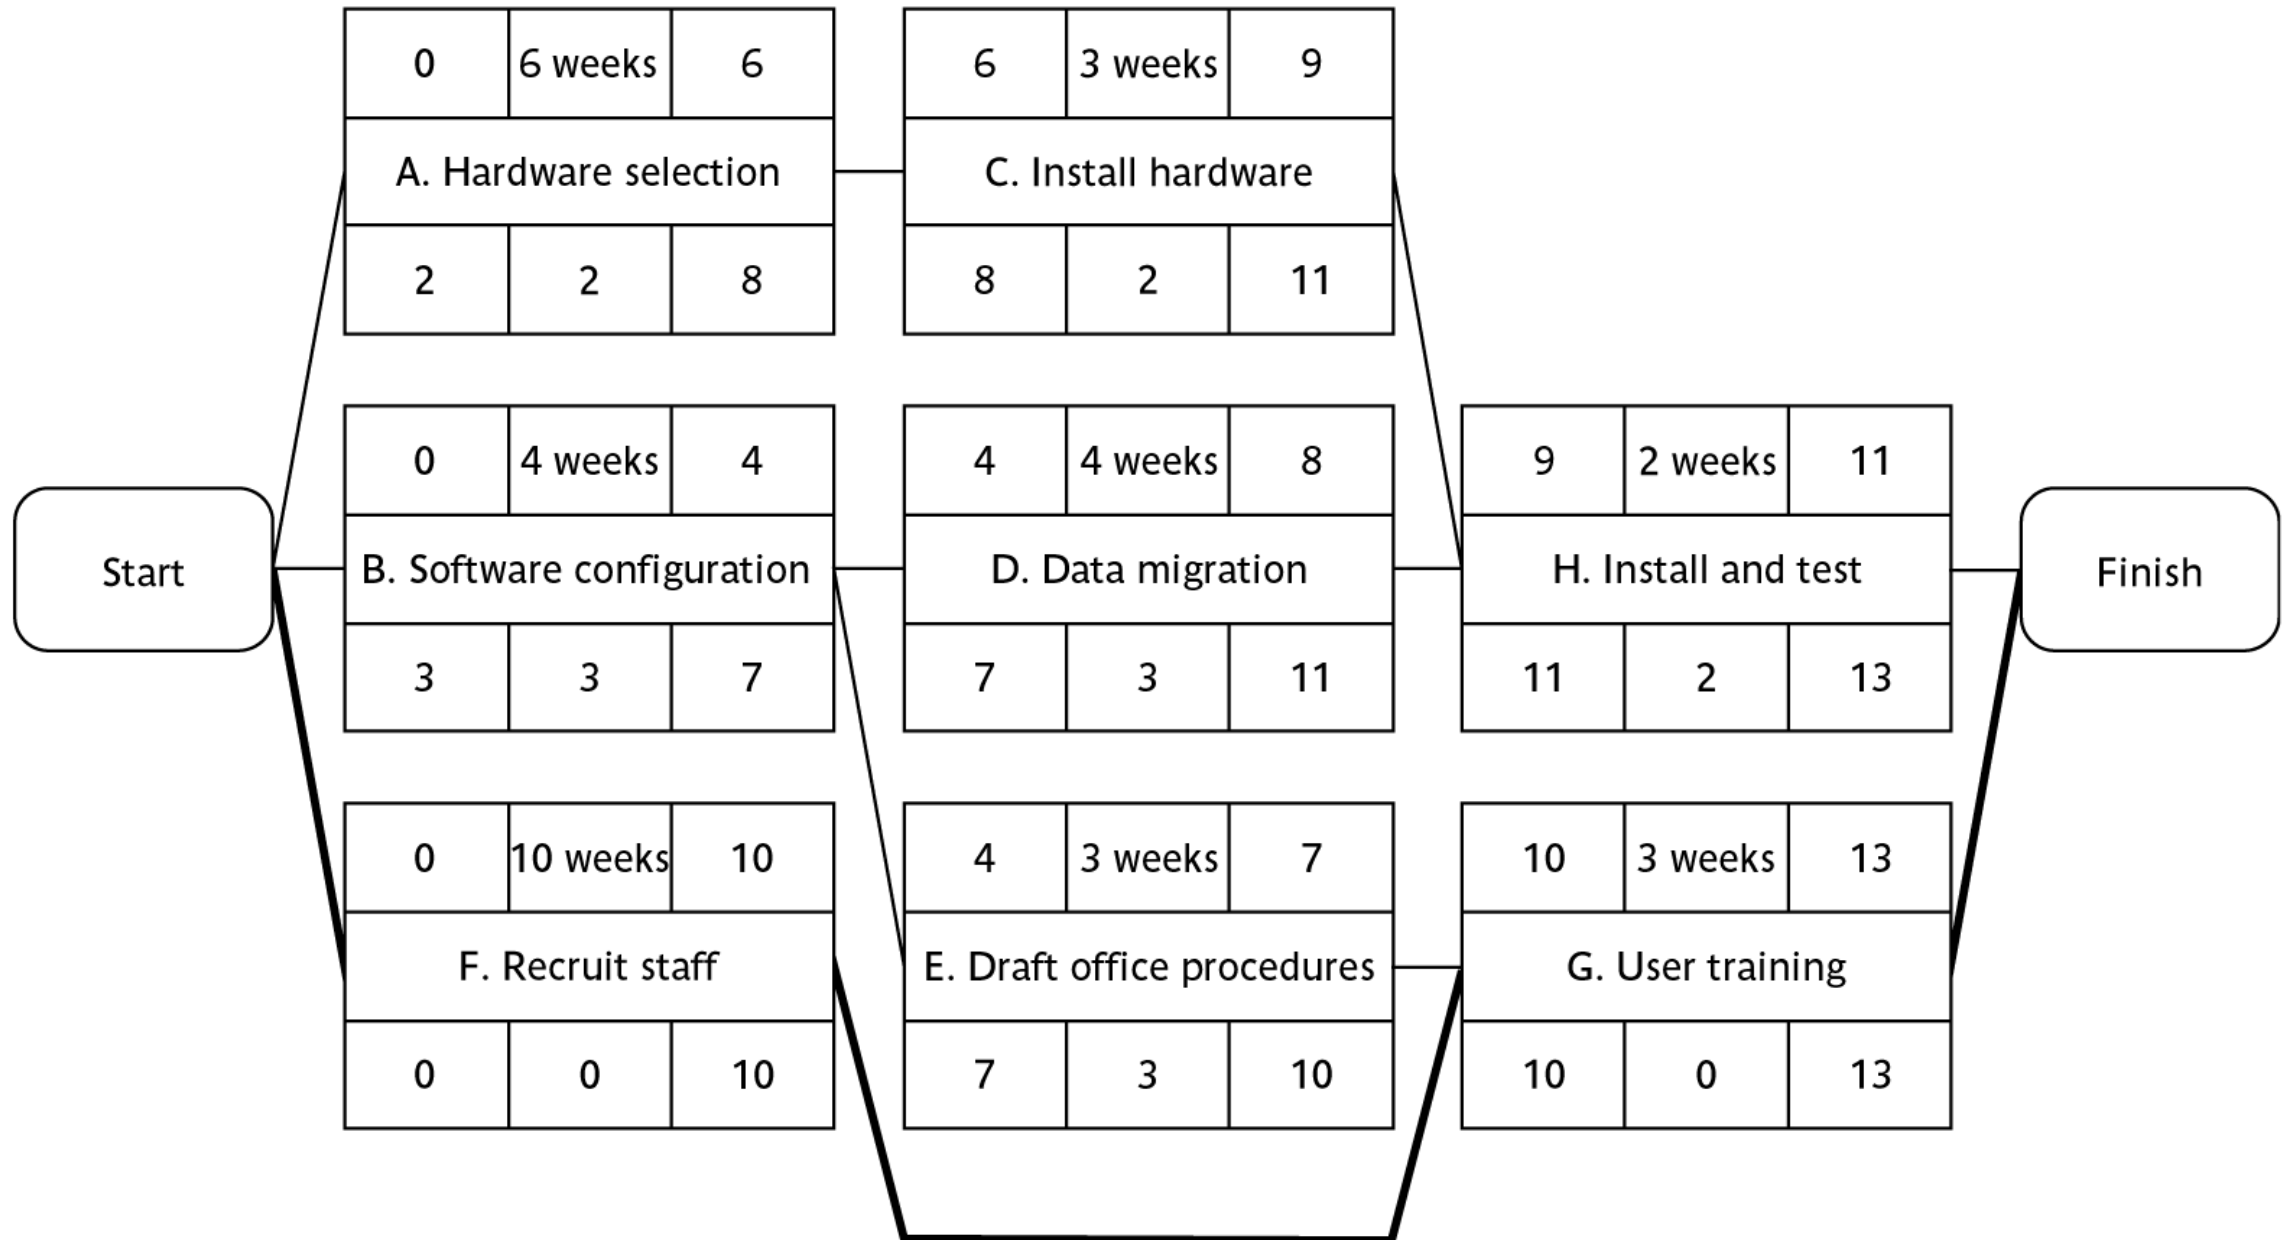 0 6 weeks 6
A. Hardware selection
2 2 8
6 3 weeks 9
C. Install hardware
8 2 11
Start
0 4 weeks 4
B. Software configuration
3 3 7
4 4 weeks 8
D. Data migration
7 3 11
9 2 weeks 11
H. Install and test
11 2 13
Finish
0 10 weeks 10
F. Recruit staff
0 0 10
4 3 weeks 7
E. Draft office procedures
7 3 10
10 3 weeks 13
G. User training
10 0 13